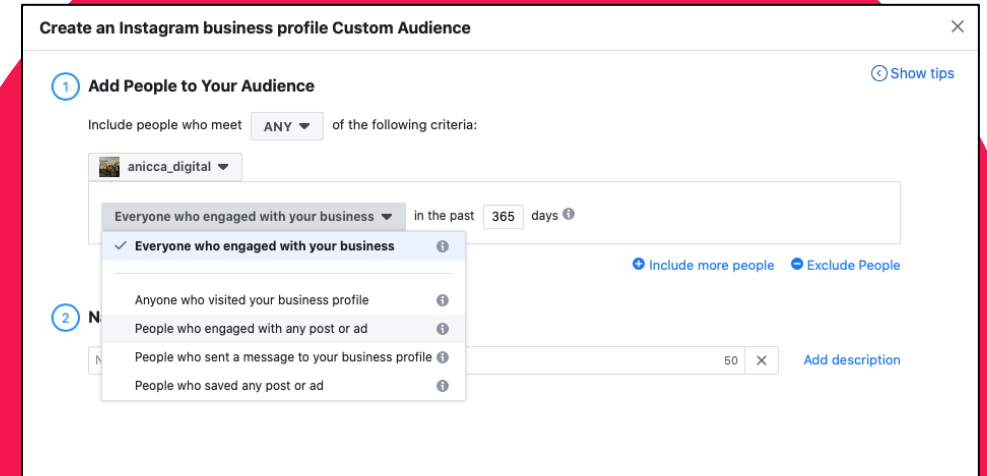 Create an Instagram business profile Custom Audience
Show tips
1 Add People to Your Audience
Include people who meet ANY of the following criteria:
anicca_digital
Everyone who engaged with your business in the past 365 days
Everyone who engaged with your business
Include more people Exclude People
Anyone who visited your business profile
2 N
People who engaged with any post or ad
People who sent a message to your business profile
N 50 Add description
People who saved any post or ad